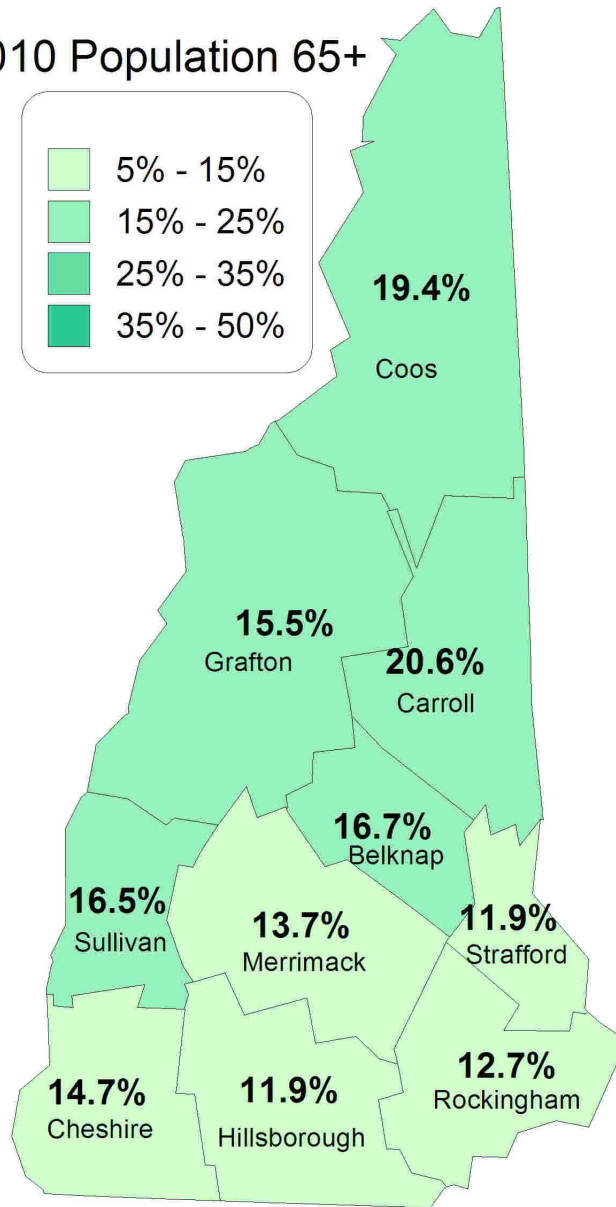 010 Population 65+
5% - 15%
15% - 25%
25% - 35%
35% - 50%
19.4%
Coos
15.5%
Grafton
20.6%
Carroll
16.7%
Belknap
16.5%
Sullivan
13.7%
Merrimack
11.9%
Strafford
14.7%
Cheshire
11.9%
Hillsborough
12.7%
Rockingham